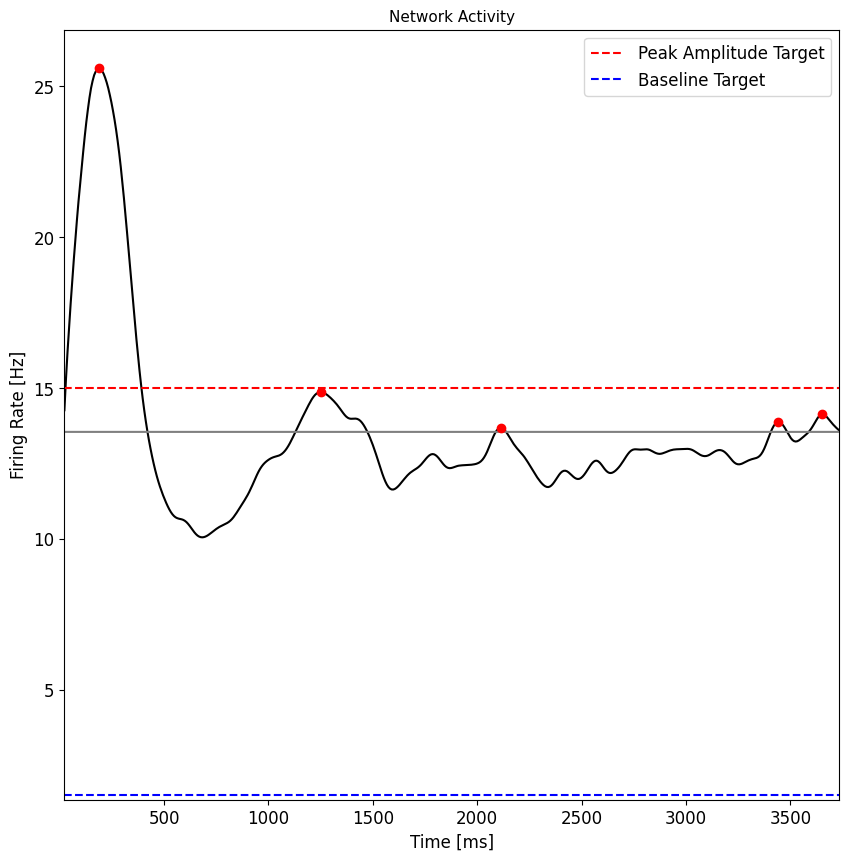 Network Activity
Peak Amplitude Target
Baseline Target
Firing Rate [Hz]
25
20
15
10
5
500 1000 1500 2000 2500 3000 3500
Time [ms]